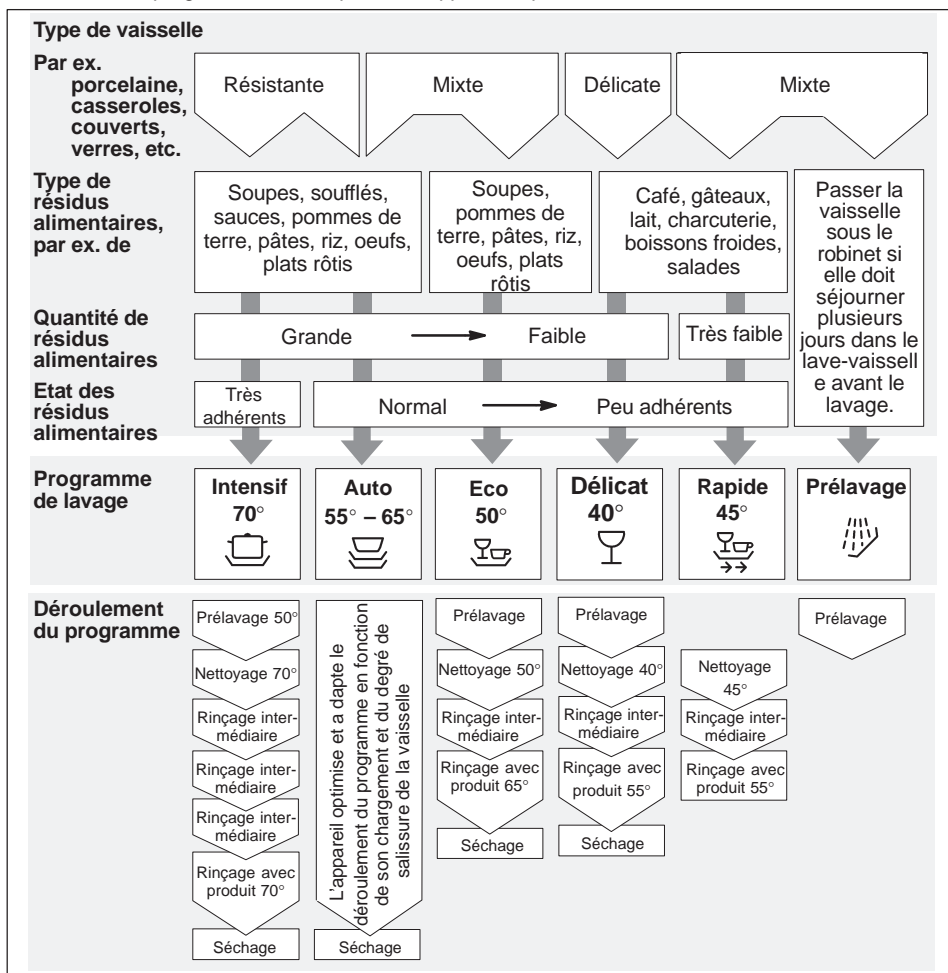 Type de vaisselle
Par ex.
porcelaine,
casseroles,
couverts,
verres, etc.
Résistante
Mixte
Délicate
Mixte
Type de
résidus
alimentaires,
par ex. de
Soupes, soufflés,
sauces, pommes de
terre, pâtes, riz, oeufs,
plats rôtis
Soupes,
pommes de
terre, pâtes, riz,
oeufs, plats
rôtis
Café, gâteaux,
lait, charcuterie,
boissons froides,
salades
Passer la
vaisselle
sous le
robinet si
elle doit
séjourner
plusieurs
jours dans le
lave-vaissell
e avant le
lavage.
Quantité de
résidus
alimentaires
Grande
Faible
Très faible
Etat des
résidus
alimentaires
Très
adhérents
Normal
Peu adhérents
Programme
de lavage
Intensif
70°
Auto
55° – 65°
Eco
50°
Délicat
40°
Rapide
45°
Prélavage
Déroulement
du programme
Prélavage 50°
Nettoyage 70°
Rinçage inter-
médiaire
Rinçage inter-
médiaire
Rinçage inter-
médiaire
Rinçage avec
produit 70°
Séchage
L'appareil optimise et a dapte le
déroulement du programme en fonction
de son chargement et du degré de
salissure de la vaisselle
Séchage
Prélavage
Nettoyage 50°
Rinçage inter-
médiaire
Rinçage avec
produit 65°
Séchage
Prélavage
Nettoyage 40°
Rinçage inter-
médiaire
Rinçage avec
produit 55°
Séchage
Nettoyage
45°
Rinçage inter-
médiaire
Rinçage avec
produit 55°
Prélavage